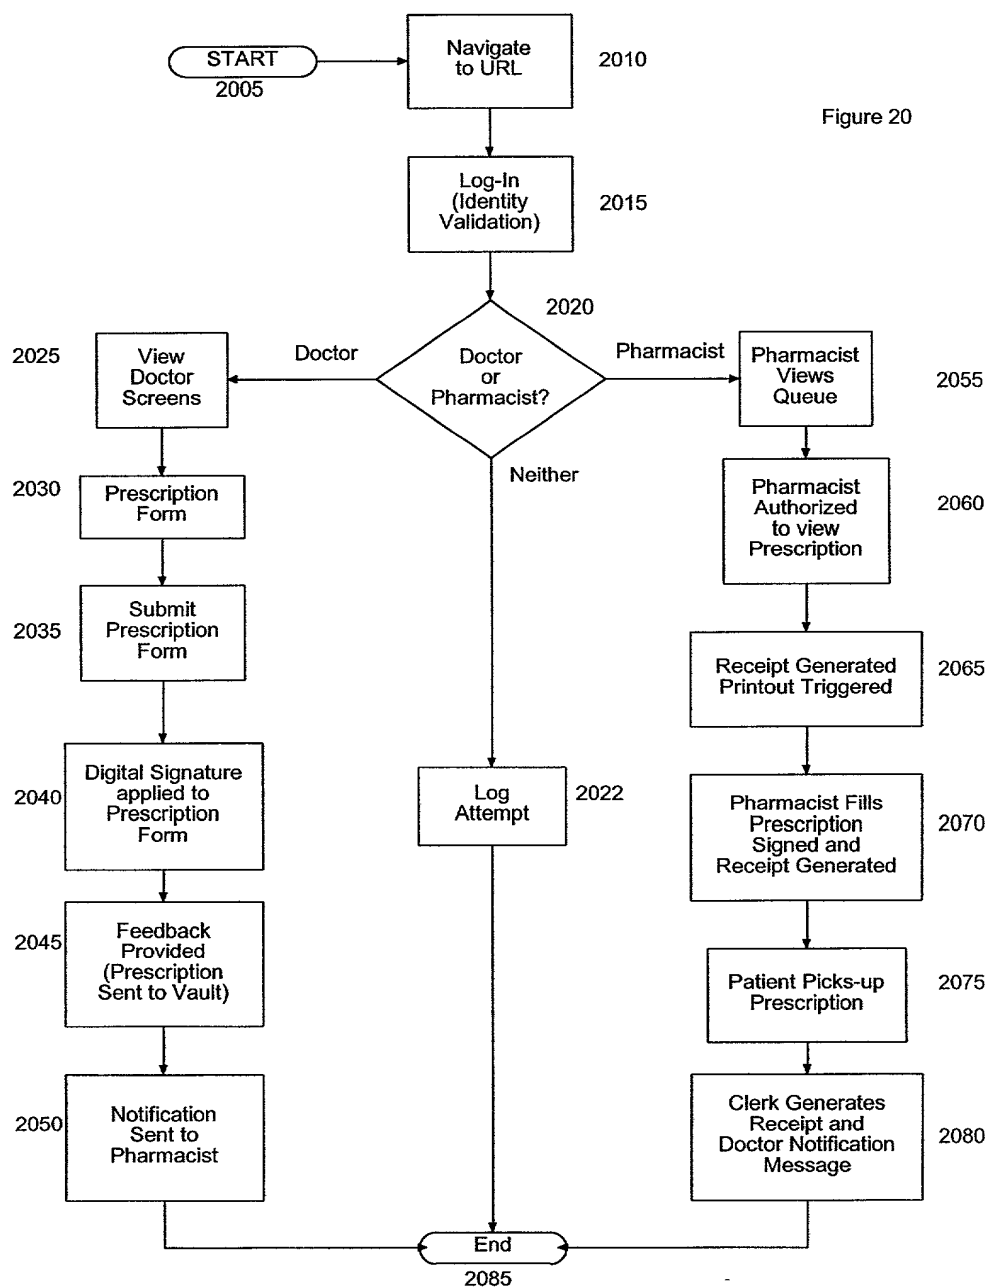 START
2005
Navigate
to URL
2010
Figure 20
Log-In
(Identity
Validation)
2015
2020
Doctor
or
Pharmacist?
Doctor
Pharmacist
Neither
2025
View
Doctor
Screens
2030
Prescription
Form
2035
Submit
Prescription
Form
2040
Digital Signature
applied to
Prescription
Form
2045
Feedback
Provided
(Prescription
Sent to Vault)
2050
Notification
Sent to
Pharmacist
Log
Attempt
2022
Pharmacist
Views
Queue
2055
Pharmacist
Authorized
to view
Prescription
2060
Receipt Generated
Printout Triggered
2065
Pharmacist Fills
Prescription
Signed and
Receipt Generated
2070
Patient Picks-up
Prescription
2075
Clerk Generates
Receipt and
Doctor Notification
Message
2080
End
2085